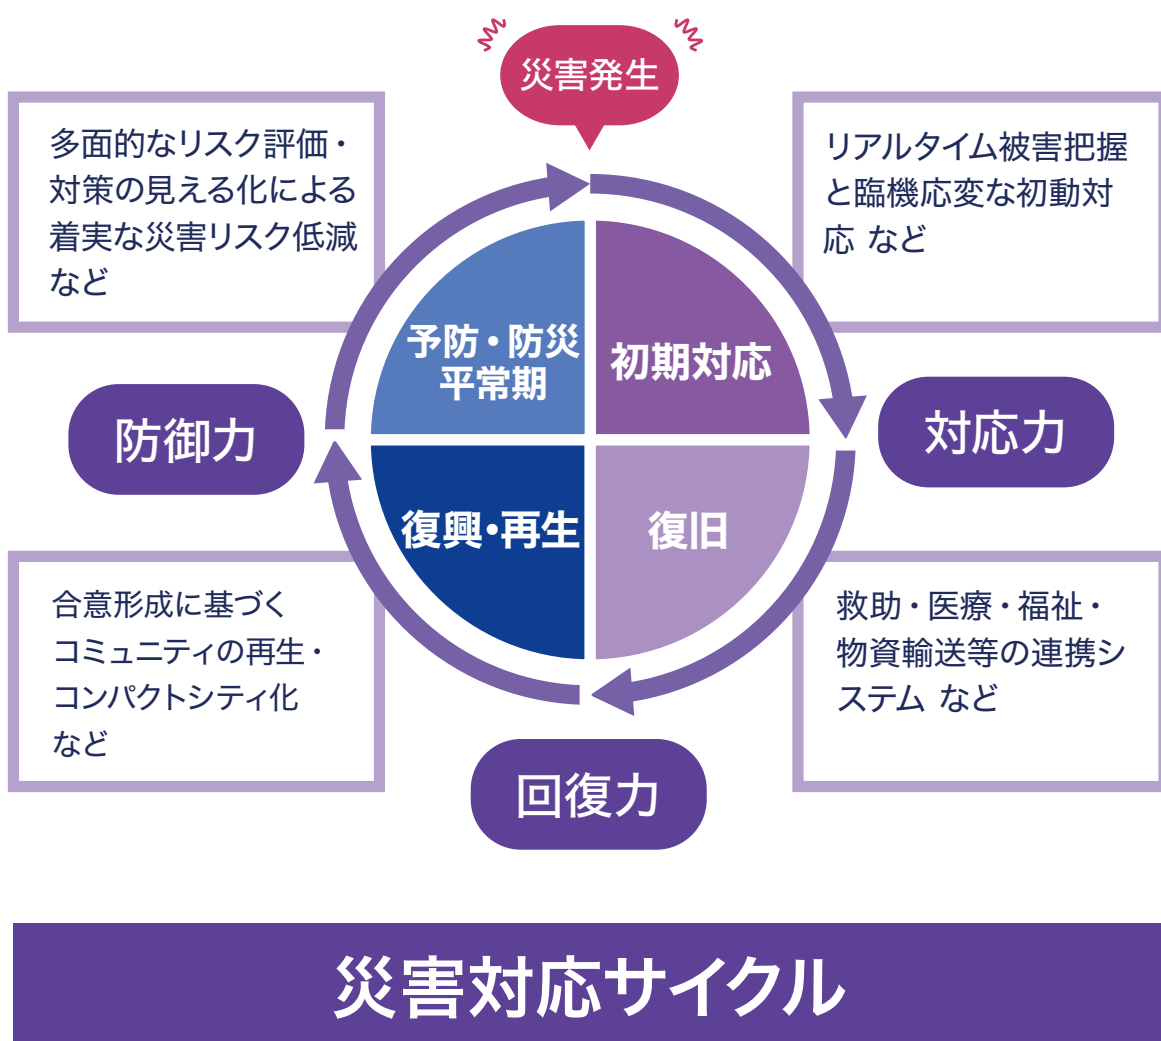 災害発生
多面的なリスク評価・
対策の見える化による
着実な災害リスク低減
など
リアルタイム被害把握
と臨機応変な初動対
応 など
予防・防災
平常期
初期対応
防御力
対応力
復興・再生
復旧
合意形成に基づく
コミュニティの再生・
コンパクトシティ化
など
救助・医療・福祉・
物資輸送等の連携シ
ステム など
回復力
災害対応サイクル